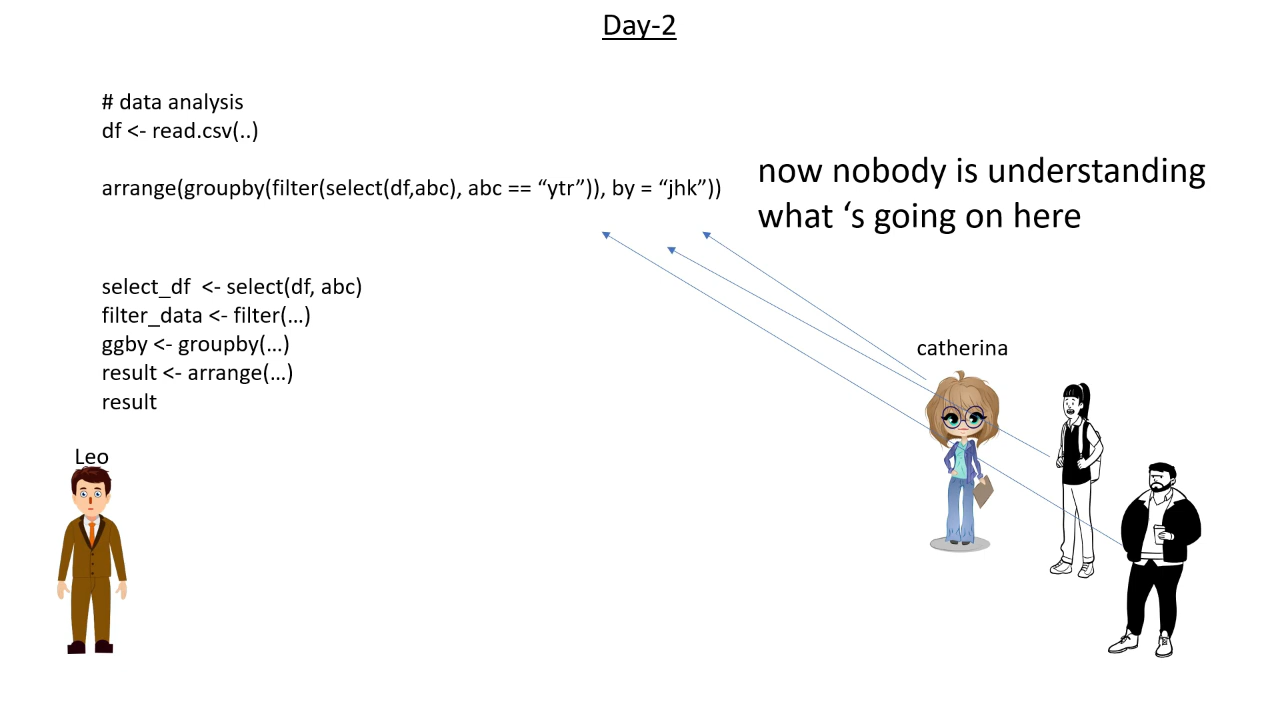 Day-2
# data analysis
df <- read.csv(..)
arrange(groupby(filter(select(df,abc), abc == “ytr”)), by = “jhk”))
now nobody is understanding
what ‘s going on here
select_df  <- select(df, abc)
filter_data <- filter(...)
ggby <- groupby(...)
result <- arrange(...)
result
catherina
Leo